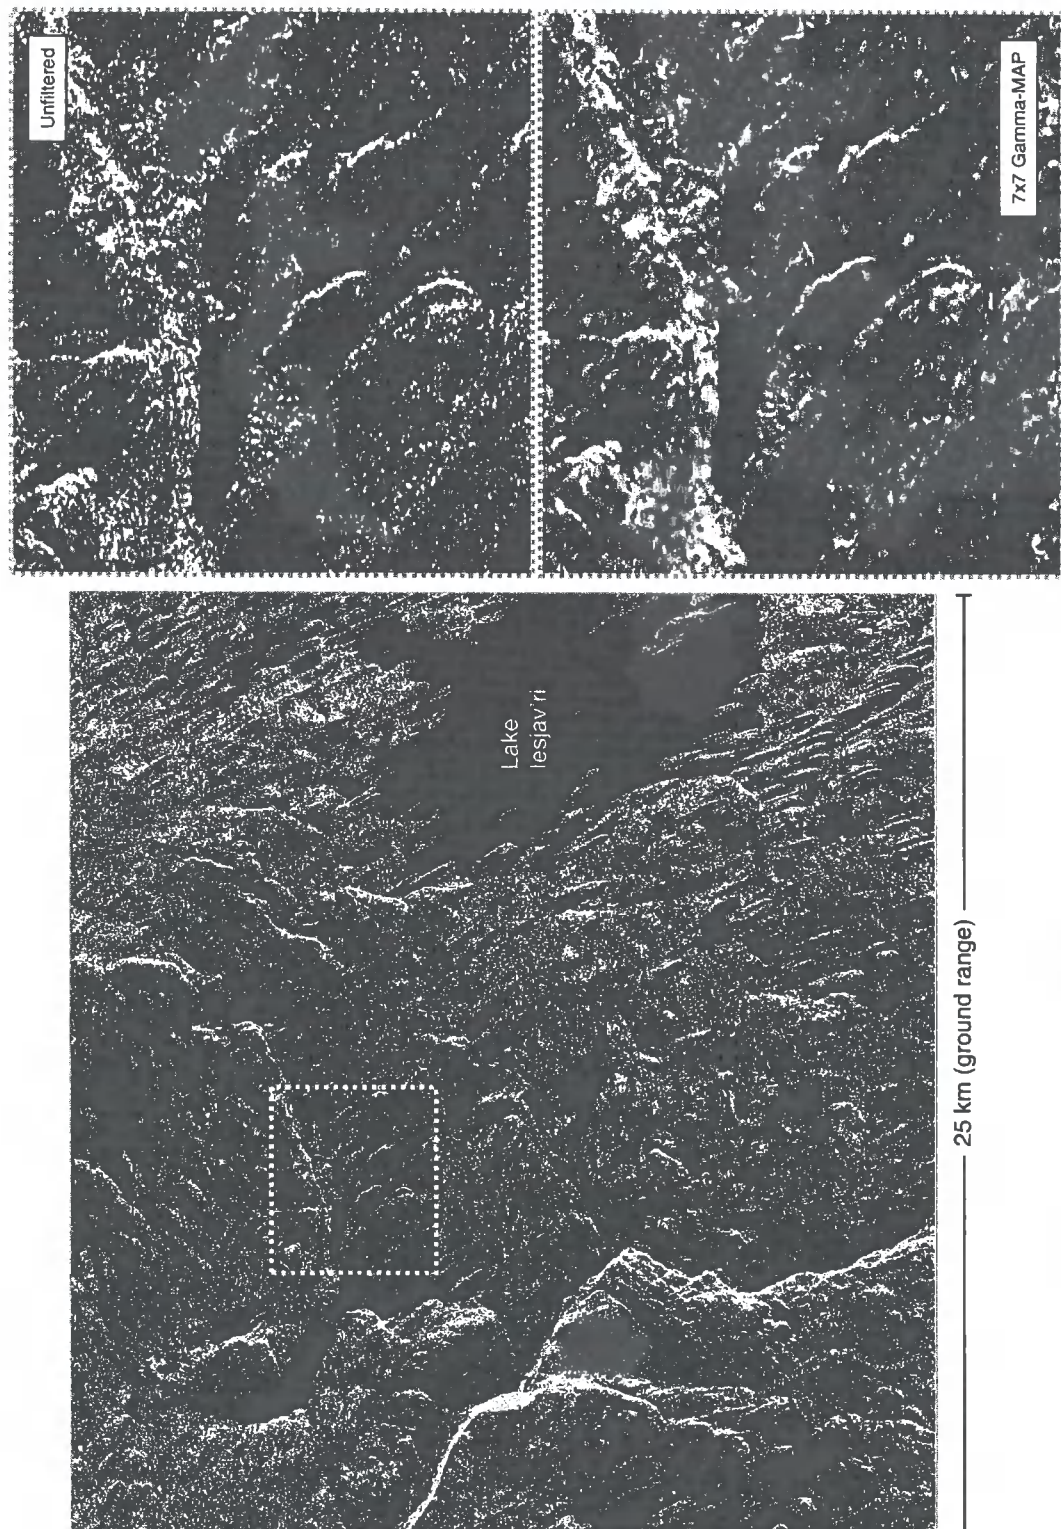 Unfiltered
7x7 Gamma-MAP
Lake
Iesjav'ri
25 km (ground range)